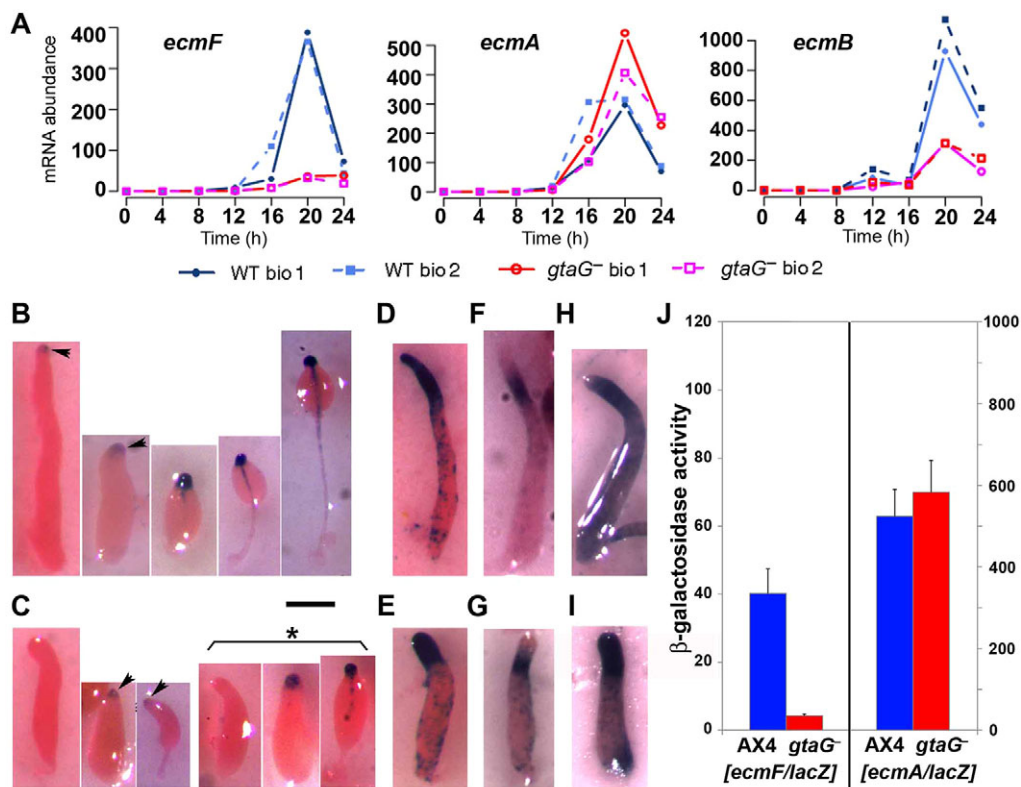 A
mRNA abundance
ecmF
400
300
200
100
0
0 4 8 12 16 20 24
Time (h)
ecmA
500
400
300
200
100
0
0 4 8 12 16 20 24
Time (h)
ecmB
1000
800
600
400
200
0
0 4 8 12 16 20 24
Time (h)
WT bio 1 WT bio 2 gtaG⁻ bio 1 gtaG⁻ bio 2
B D F H J
C E G I
*
β-galactosidase activity
120
100
80
60
40
20
0
1000
800
600
400
200
0
AX4 gtaG⁻ AX4 gtaG⁻
[ecmF/lacZ] [ecmA/lacZ]